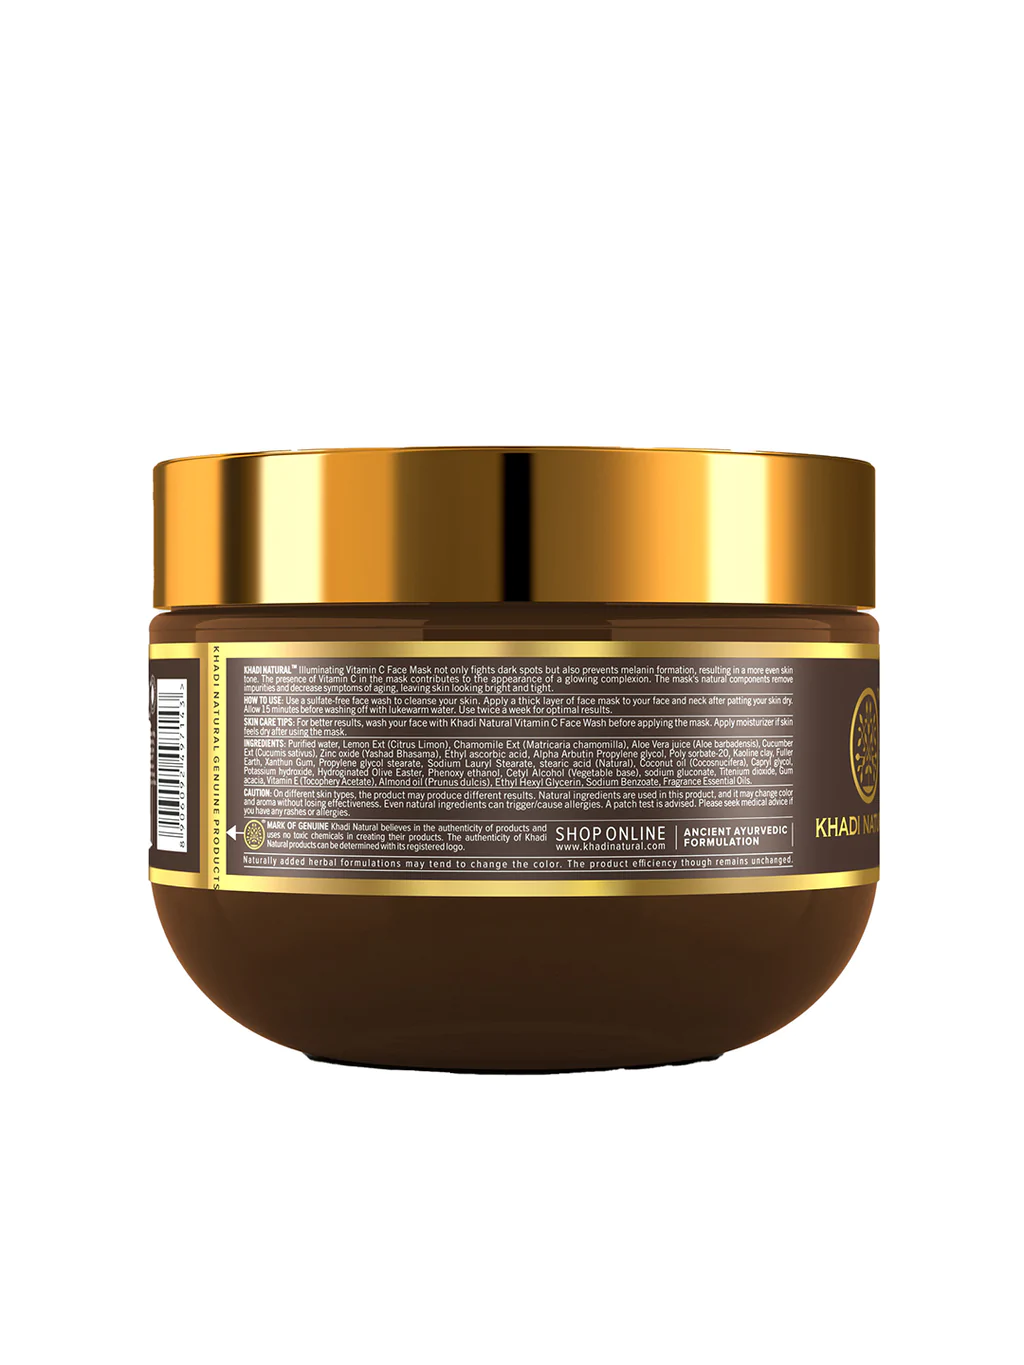 KHADI NATURAL™ Illuminating Vitamin C Face Mask not only fights dark spots but also prevents melanin formation, resulting in a more even skin
tone. The presence of Vitamin C in the mask contributes to the appearance of a glowing complexion. The mask's natural components remove
impurities and decrease symptoms of aging, leaving skin looking bright and tight.
HOW TO USE: Use a sulfate-free face wash to cleanse your skin. Apply a thick layer of face mask to your face and neck after patting your skin dry.
Allow 15 minutes before washing off with lukewarm water. Use twice a week for optimal results.
SKIN CARE TIPS: For better results, wash your face with Khadi Natural Vitamin C Face Wash before applying the mask. Apply moisturizer if skin
feels dry after using the mask.
INGREDIENTS: Purified water, Lemon Ext (Citrus Limon), Chamomile Ext (Matricaria chamomilla), Aloe Vera juice (Aloe barbadensis), Cucumber
Ext (Cucumis sativus), Zinc oxide (Yashad Bhasama), Ethyl ascorbic acid, Alpha Arbutin Propylene glycol, Poly sorbate-20, Kaoline clay, Fuller
Earth, Xanthun Gum, Propylene glycol stearate, Sodium Lauryl Stearate, stearic acid (Natural), Coconut oil (Cocosnucifera), Capryl glycol,
Potassium hydroxide, Hydroginated Olive Easter, Phenoxy ethanol, Cetyl Alcohol (Vegetable base), sodium gluconate, Titenium dioxide, Gum
acacia, Vitamin E (Tocophery Acetate), Almond oil (Prunus dulcis), Ethyl Hexyl Glycerin, Sodium Benzoate, Fragrance Essential Oils.
CAUTION: On different skin types, the product may produce different results. Natural ingredients are used in this product, and it may change color
and aroma without losing effectiveness. Even natural ingredients can trigger/cause allergies. A patch test is advised. Please seek medical advice if
you have any rashes or allergies.
MARK OF GENUINE Khadi Natural believes in the authenticity of products and
uses no toxic chemicals in creating their products. The authenticity of Khadi
Natural products can be determined with its registered logo.
SHOP ONLINE
www.khadinatural.com
ANCIENT AYURVEDIC
FORMULATION
Naturally added herbal formulations may tend to change the color. The product efficiency though remains unchanged.
KHADI NATURAL GENUINE PRODUCTS
8 906092 497143 >
KHADI NATU